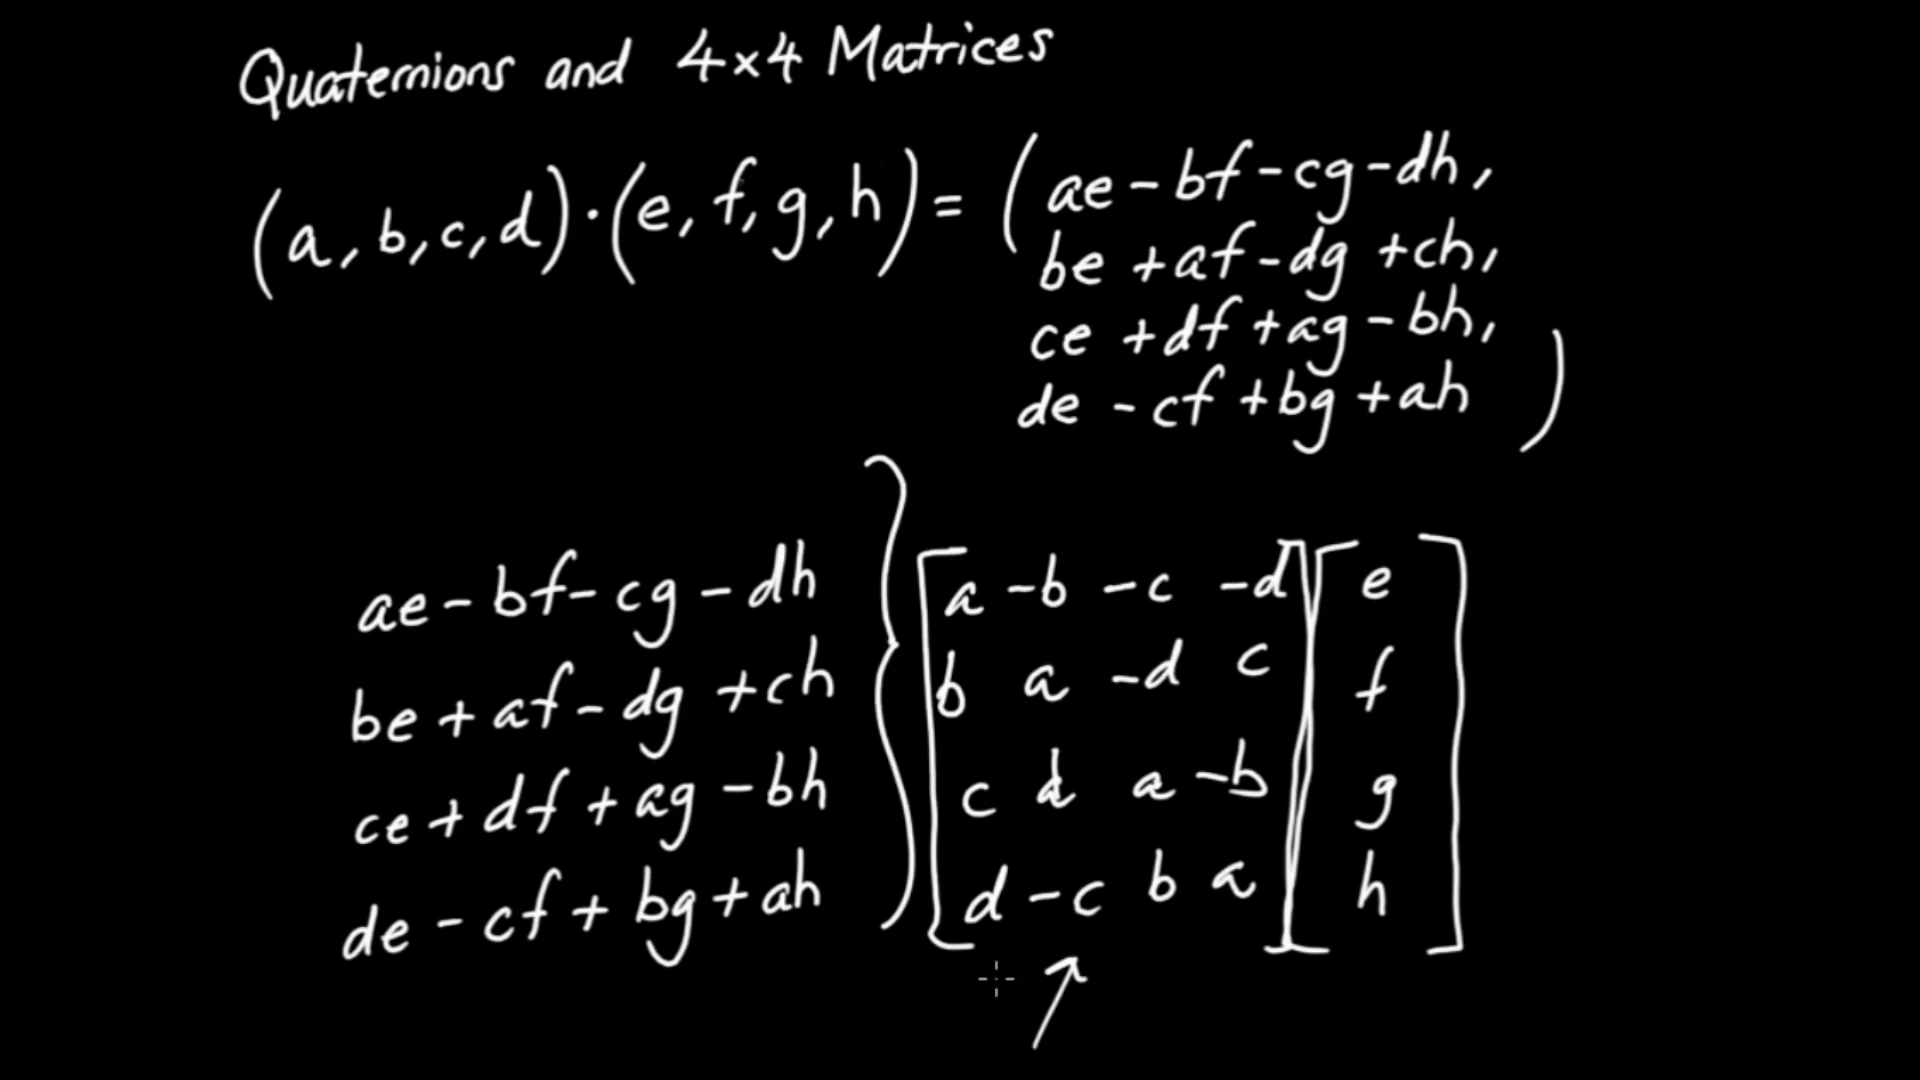 Quaternions and 4×4 Matrices
(a, b, c, d)·(e, f, g, h) = (ae - bf - cg - dh,
be + af - dg + ch,
ce + df + ag - bh,
de - cf + bg + ah)
ae - bf - cg - dh } [a -b -c -d] [e]
be + af - dg + ch b a -d c f
ce + df + ag - bh c d a -b g
de - cf + bg + ah d -c b a h